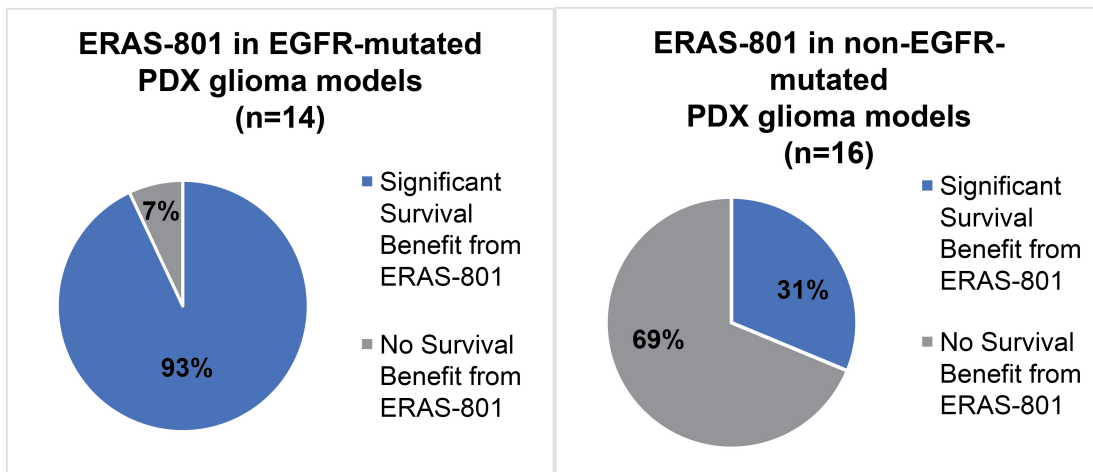 ERAS-801 in EGFR-mutated
PDX glioma models
(n=14)
7%
93%
Significant
Survival
Benefit from
ERAS-801
No Survival
Benefit from
ERAS-801
ERAS-801 in non-EGFR-
mutated
PDX glioma models
(n=16)
31%
69%
Significant
Survival
Benefit from
ERAS-801
No Survival
Benefit from
ERAS-801